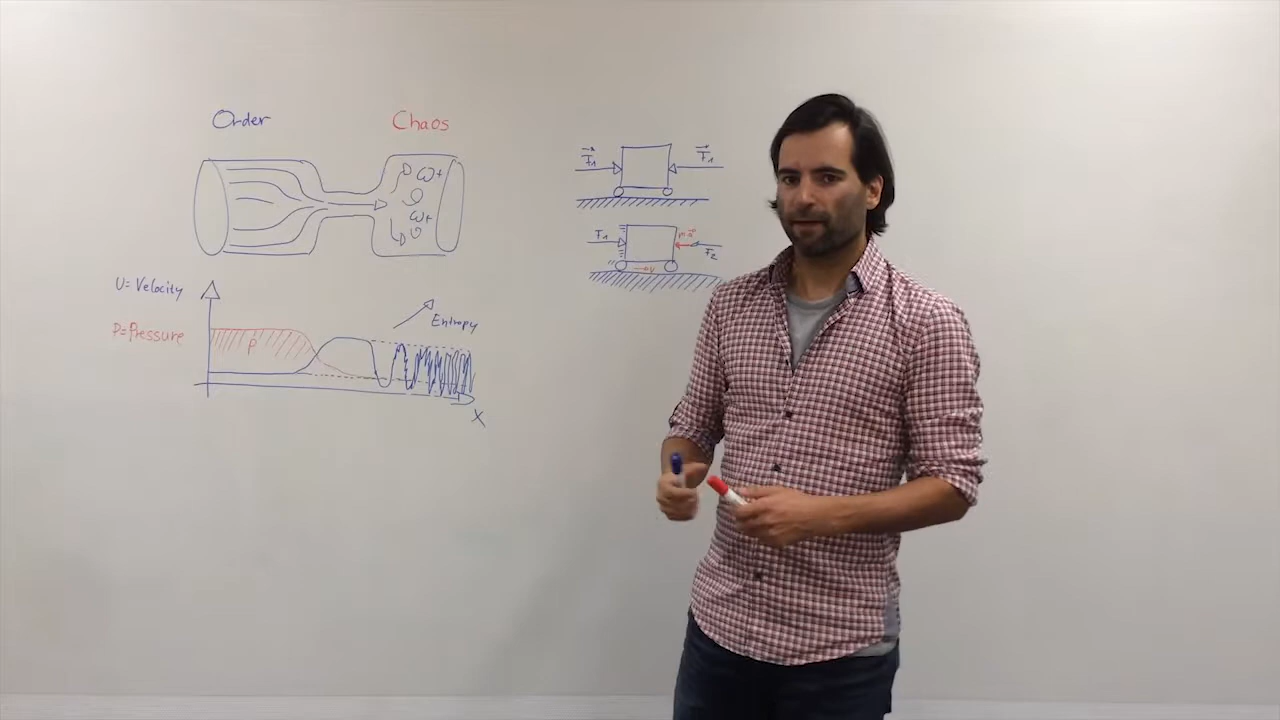 Order
Chaos
ω+
ω+
U=Velocity
P=Pressure
P
Entropy
X
F₁
F₁
F₁
F₂
v